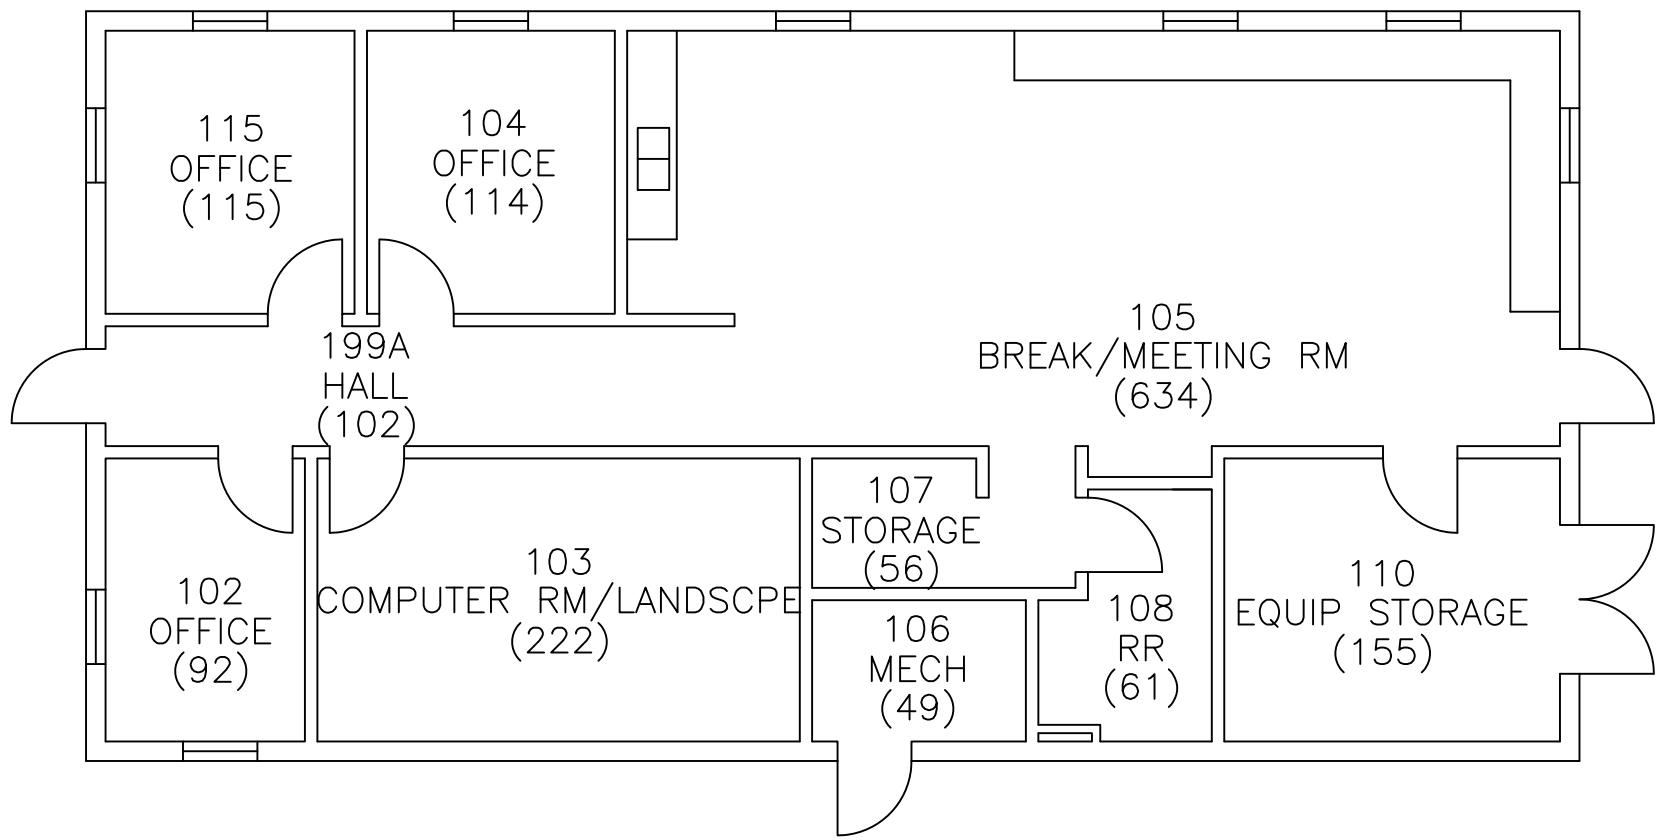 115
OFFICE
(115)
104
OFFICE
(114)
199A
HALL
(102)
105
BREAK/MEETING RM
(634)
102
OFFICE
(92)
103
COMPUTER RM/LANDSCPE
(222)
107
STORAGE
(56)
106
MECH
(49)
108
RR
(61)
110
EQUIP STORAGE
(155)